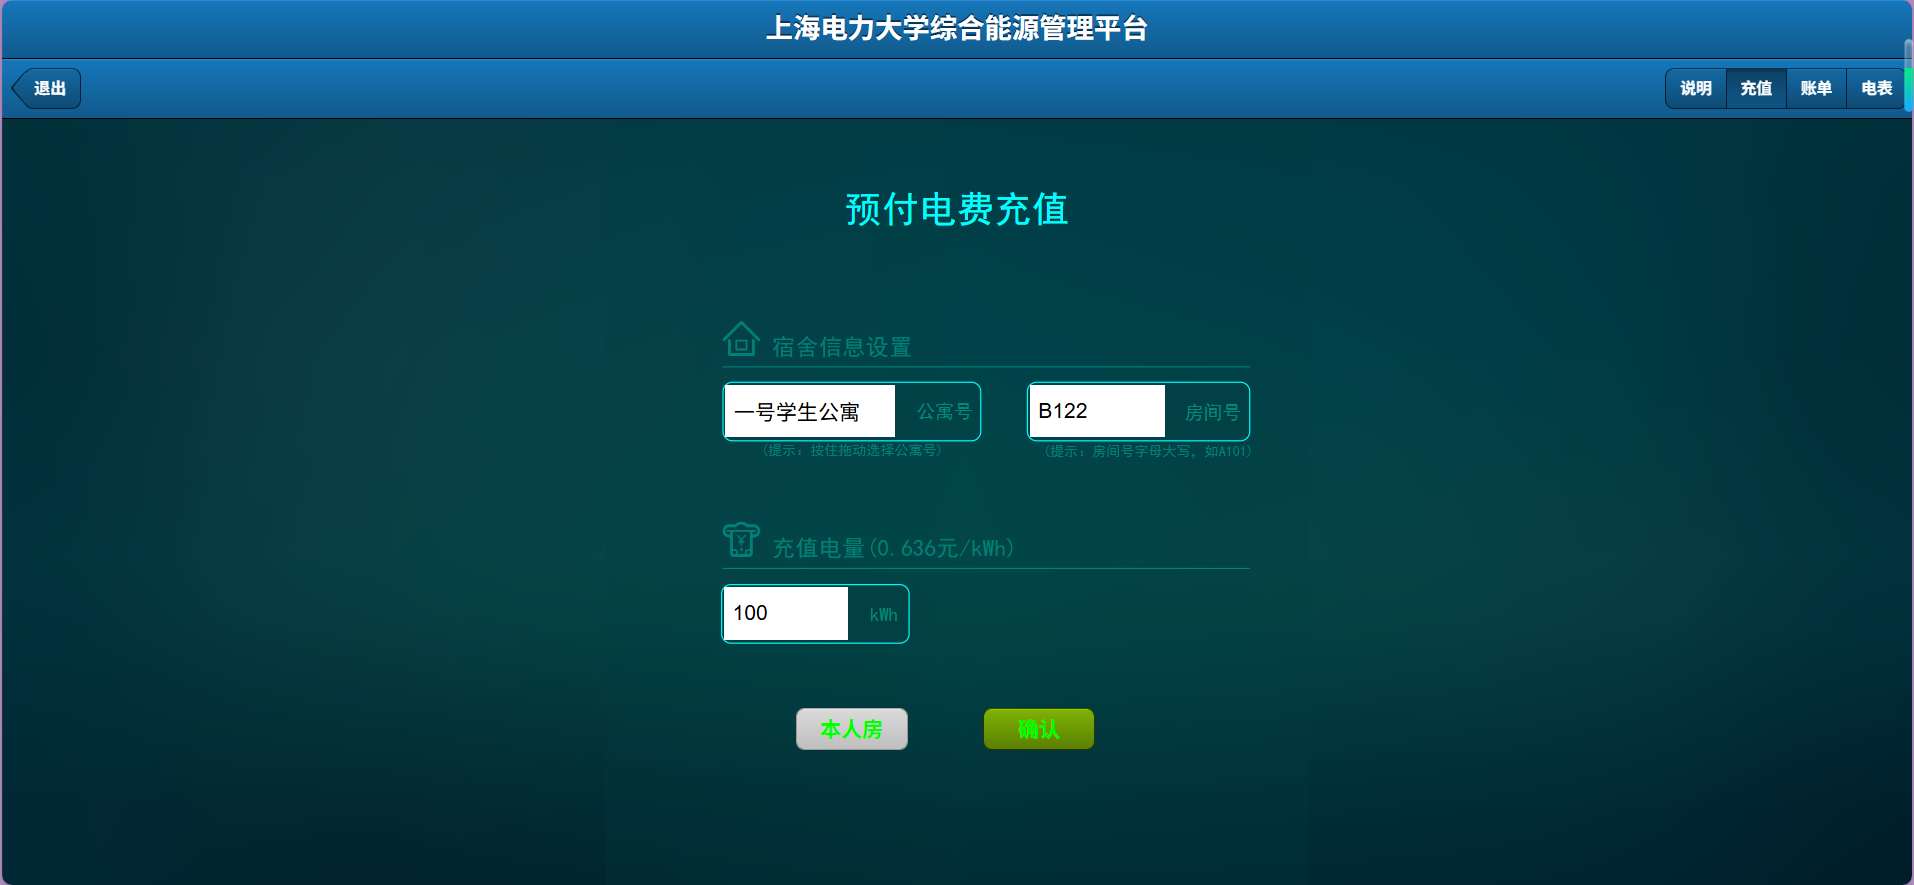 上海电力大学综合能源管理平台
退出
说明 充值 账单 电表
预付电费充值
宿舍信息设置
一号学生公寓 公寓号 B122 房间号
(提示：按住拖动选择公寓号) (提示：房间号字母大写，如A101)
充值电量(0.636元/kWh)
100 kWh
本人房 确认